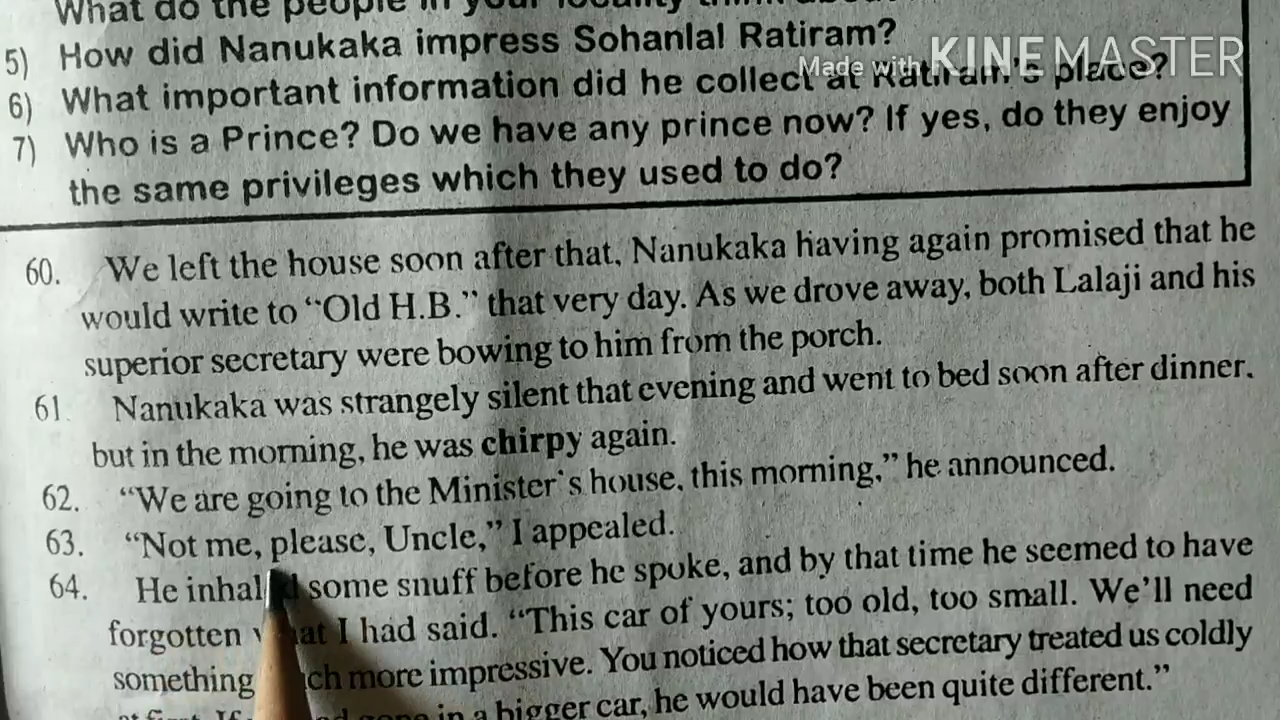 What do the people in your locality think
5) How did Nanukaka impress Sohanlal Ratiram?
Made with KINEMASTER
6) What important information did he collect at Ratiram's place?
7) Who is a Prince? Do we have any prince now? If yes, do they enjoy
the same privileges which they used to do?
60. We left the house soon after that, Nanukaka having again promised that he
would write to "Old H.B." that very day. As we drove away, both Lalaji and his
superior secretary were bowing to him from the porch.
61. Nanukaka was strangely silent that evening and went to bed soon after dinner,
but in the morning, he was chirpy again.
62. "We are going to the Minister's house, this morning," he announced.
63. "Not me, please, Uncle," I appealed.
64. He inhaled some snuff before he spoke, and by that time he seemed to have
forgotten what I had said. "This car of yours; too old, too small. We'll need
something much more impressive. You noticed how that secretary treated us coldly
at first. If gone in a bigger car, he would have been quite different."